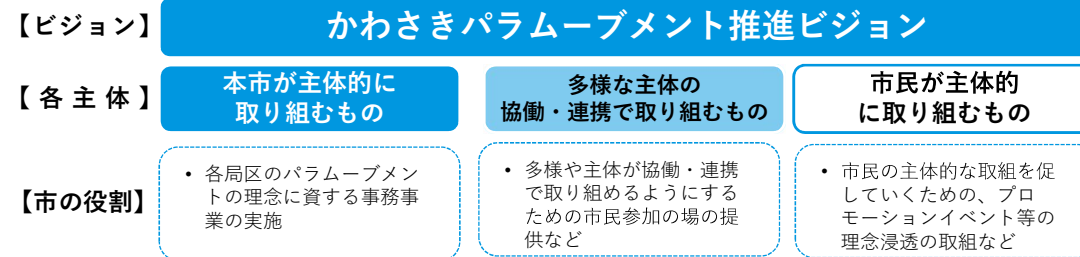 【ビジョン】
かわさきパラムーブメント推進ビジョン
【各主体】
本市が主体的に
取り組むもの
多様な主体の
協働・連携で取り組むもの
市民が主体的
に取り組むもの
【市の役割】
• 各局区のパラムーブメン
トの理念に資する事務事
業の実施
• 多様や主体が協働・連携
で取り組めるようにする
ための市民参加の場の提
供など
• 市民の主体的な取組を促
していくための、プロ
モーションイベント等の
理念浸透の取組など